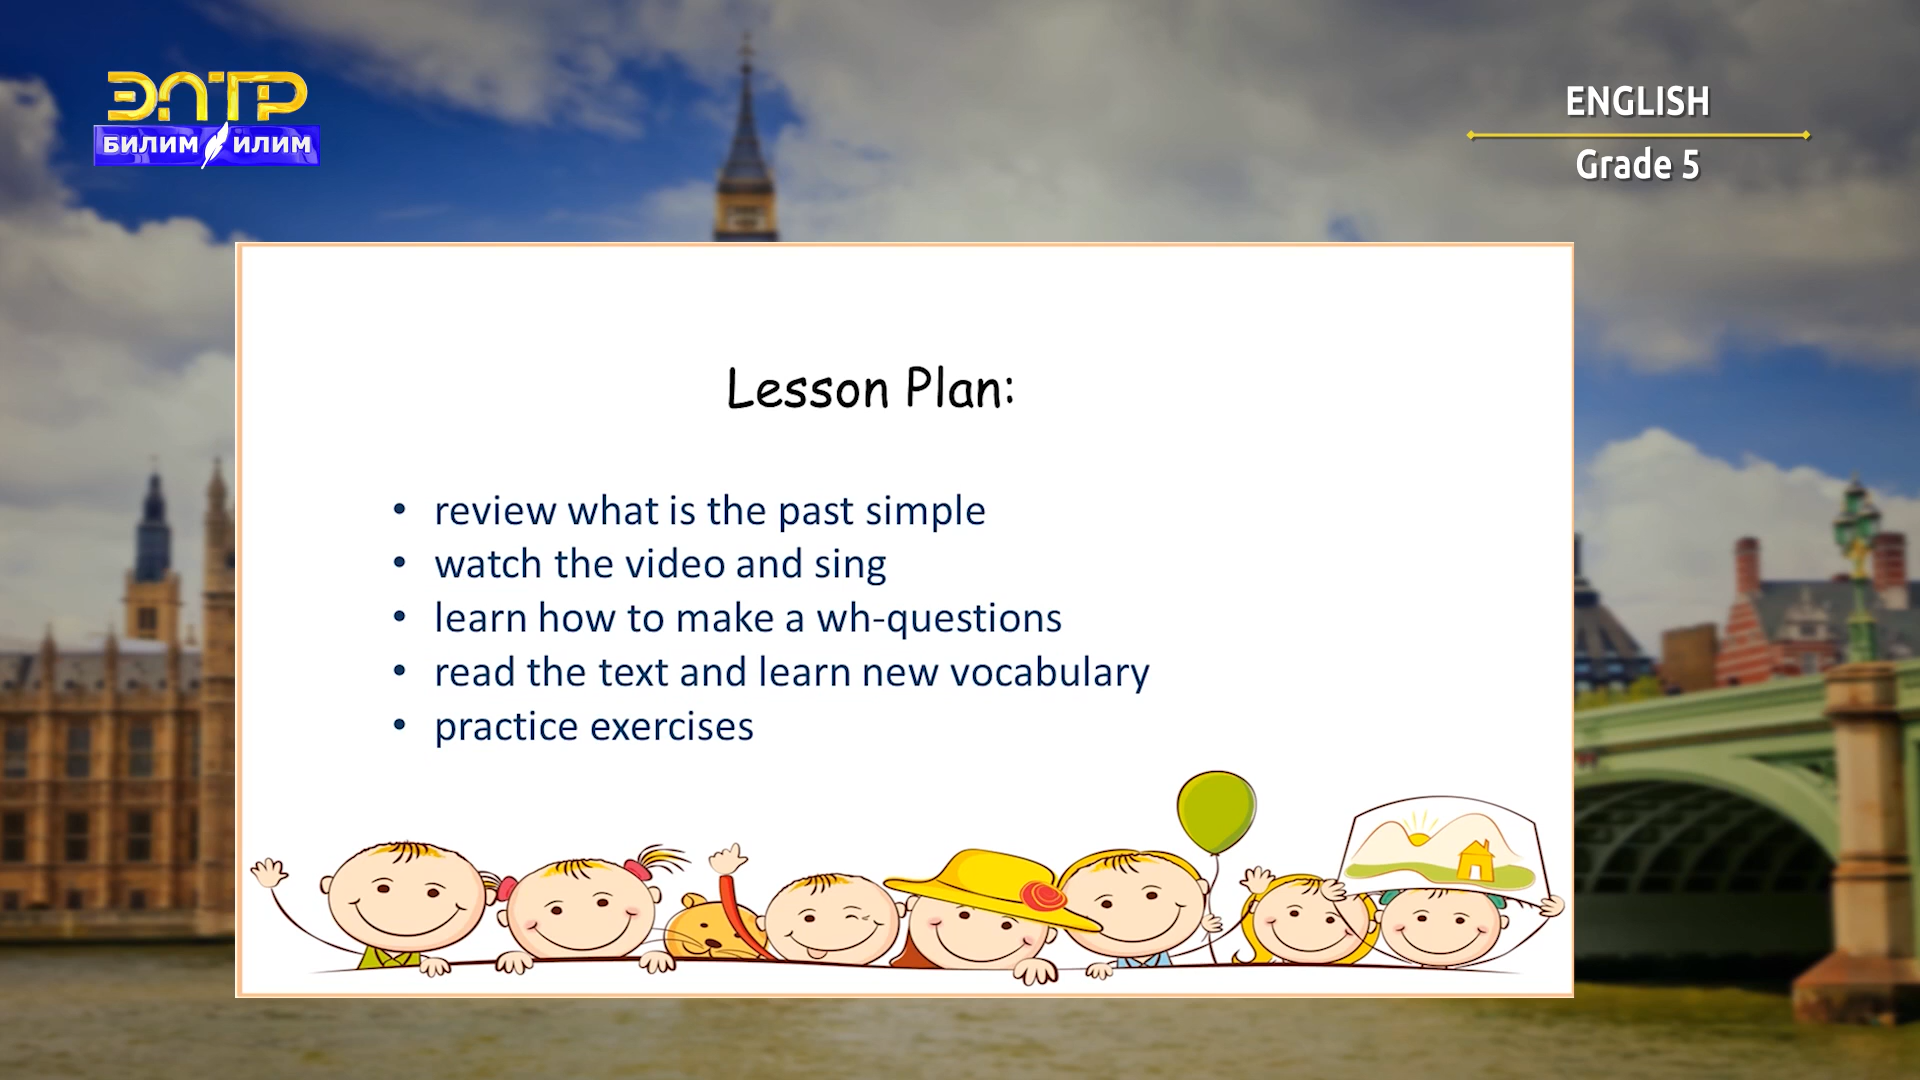 ЭЛТР
БИЛИМ ИЛИМ
ENGLISH
Grade 5
Lesson Plan:
• review what is the past simple
• watch the video and sing
• learn how to make a wh-questions
• read the text and learn new vocabulary
• practice exercises